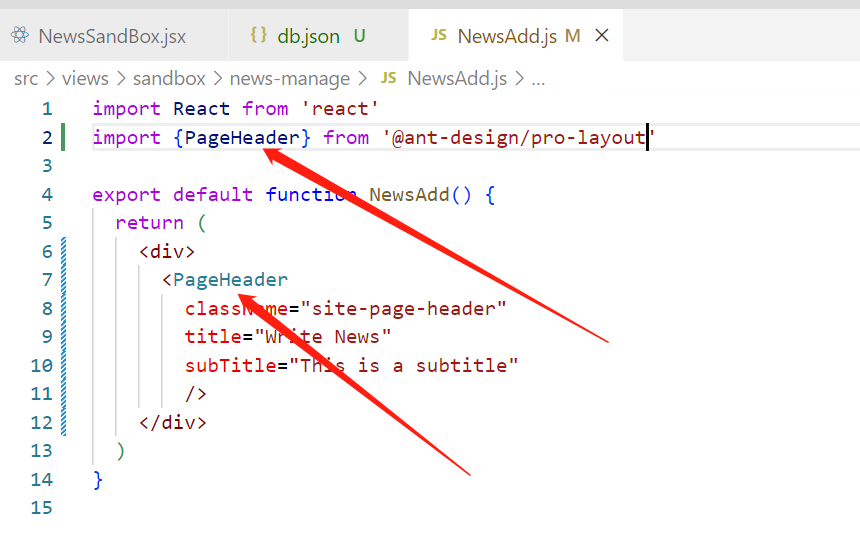 NewsSandBox.jsx {} db.json U JS NewsAdd.js M ×
src > views > sandbox > news-manage > JS NewsAdd.js > ...
1 import React from 'react'
2 import {PageHeader} from '@ant-design/pro-layout'
3
4 export default function NewsAdd() {
5 return (
6 <div>
7 <PageHeader
8 className="site-page-header"
9 title="Write News"
10 subTitle="This is a subtitle"
11 />
12 </div>
13 )
14 }
15